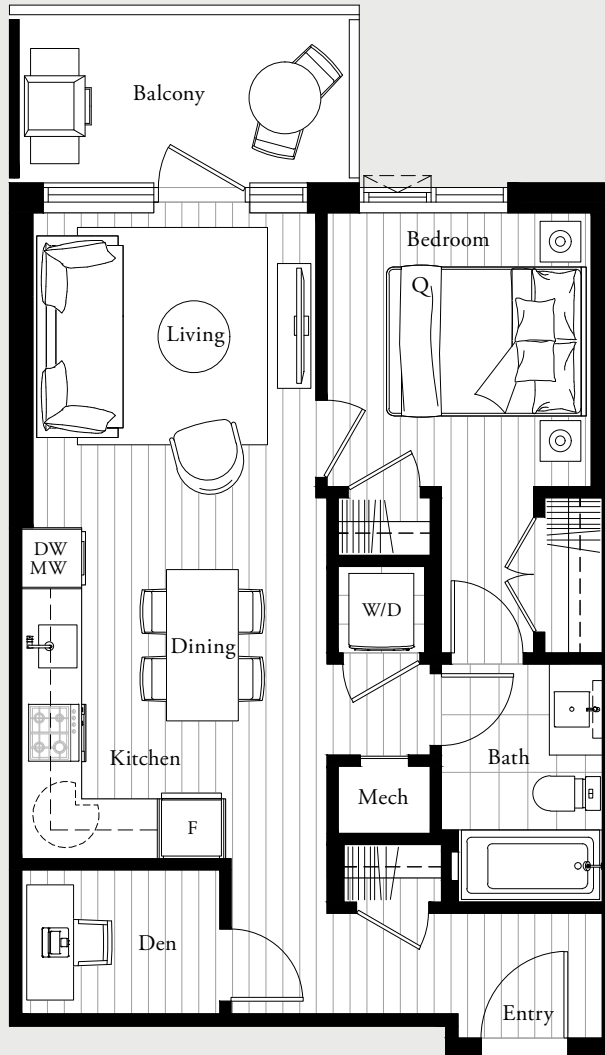 Balcony
Bedroom
Q
Living
DW
MW
W/D
Dining
Kitchen
Bath
Mech
F
Den
Entry